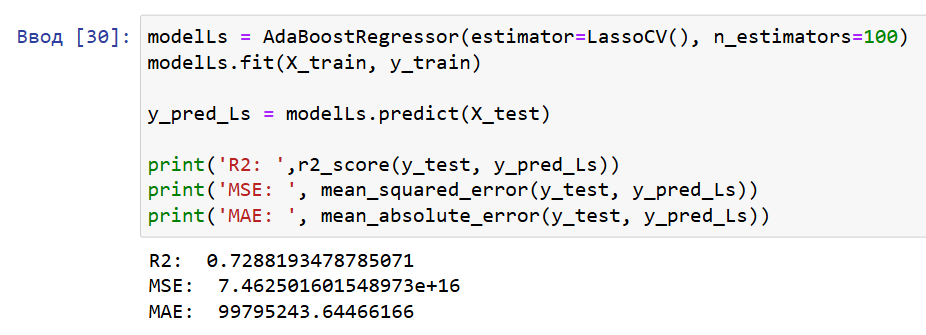 Ввод [30]: modelLs = AdaBoostRegressor(estimator=LassoCV(), n_estimators=100)
modelLs.fit(X_train, y_train)
y_pred_Ls = modelLs.predict(X_test)
print('R2: ',r2_score(y_test, y_pred_Ls))
print('MSE: ', mean_squared_error(y_test, y_pred_Ls))
print('MAE: ', mean_absolute_error(y_test, y_pred_Ls))
R2:  0.7288193478785071
MSE:  7.462501601548973e+16
MAE:  99795243.64466166